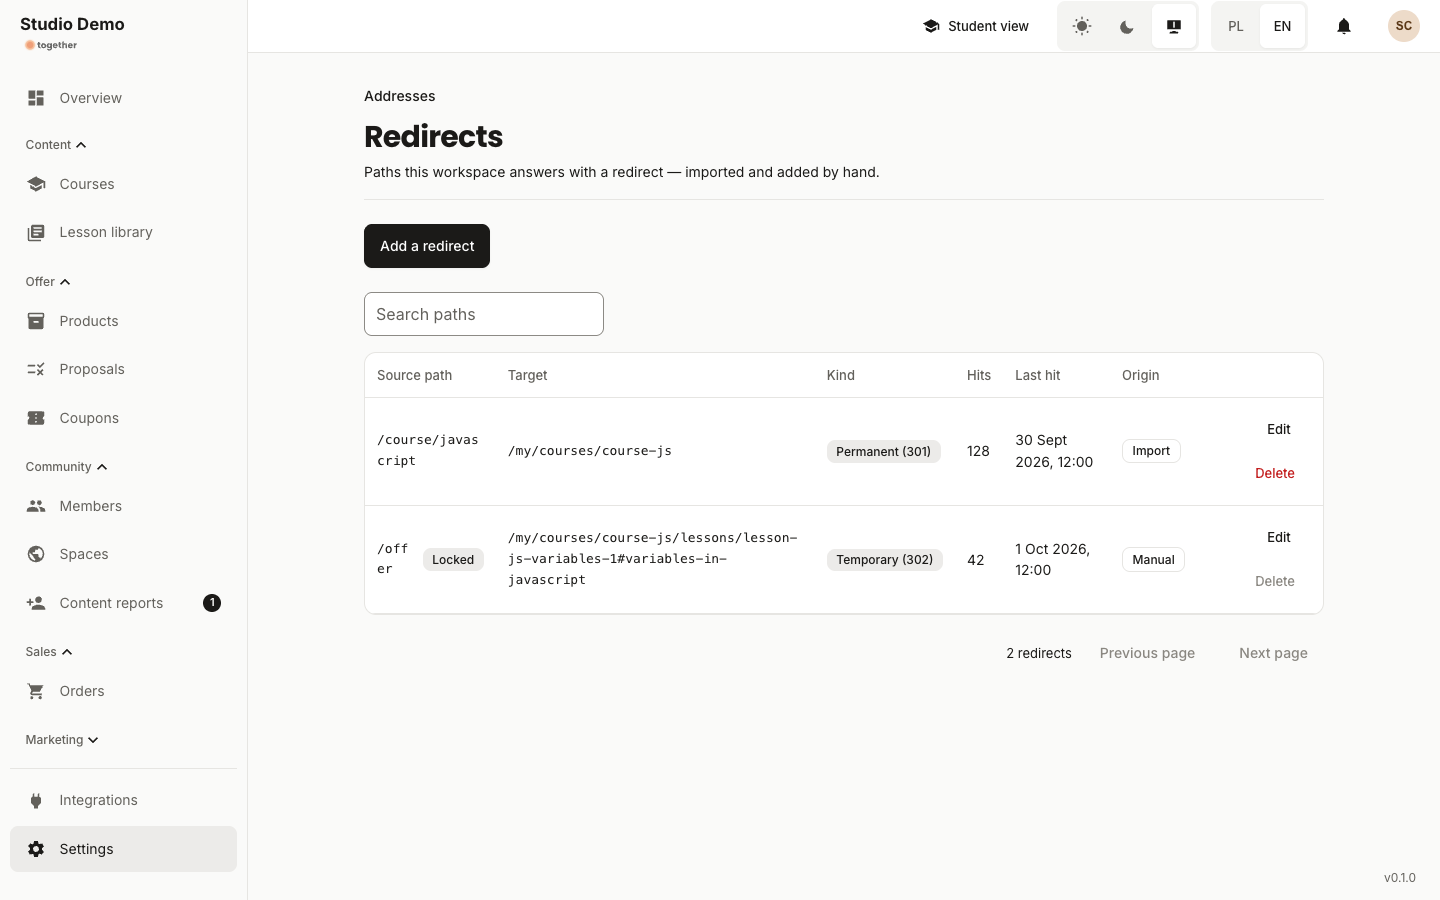 Studio Demo
together
Student view
PL
EN
SC
Overview
Content
Courses
Lesson library
Offer
Products
Proposals
Coupons
Community
Members
Spaces
Content reports
1
Sales
Orders
Marketing
Integrations
Settings
Addresses
Redirects
Paths this workspace answers with a redirect — imported and added by hand.
Add a redirect
Search paths
Source path
Target
Kind
Hits
Last hit
Origin
/course/javas
cript
/my/courses/course-js
Permanent (301)
128
30 Sept
2026, 12:00
Import
Edit
Delete
/off
er
Locked
/my/courses/course-js/lessons/lesson-
js-variables-1#variables-in-
javascript
Temporary (302)
42
1 Oct 2026,
12:00
Manual
Edit
Delete
2 redirects
Previous page
Next page
v0.1.0